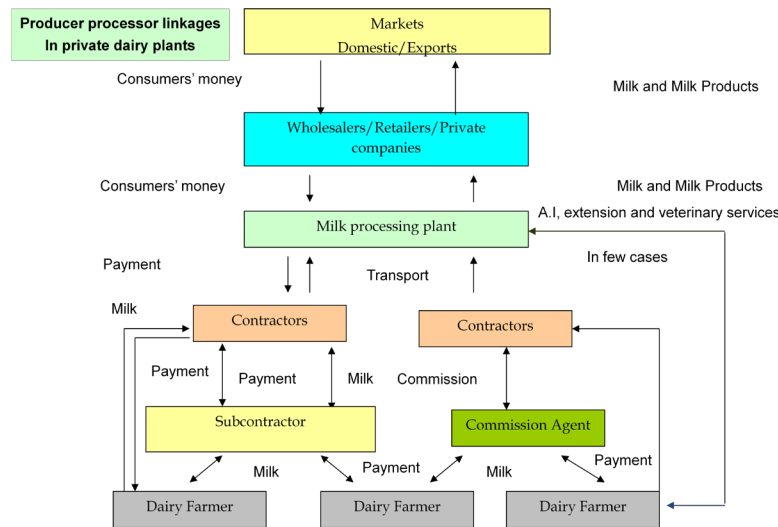 Producer processor linkages
In private dairy plants
Markets
Domestic/Exports
Consumers' money
Milk and Milk Products
Wholesalers/Retailers/Private
companies
Consumers' money
Milk and Milk Products
A.I, extension and veterinary services
Milk processing plant
In few cases
Payment
Transport
Milk
Contractors
Contractors
Payment
Payment
Milk
Commission
Subcontractor
Commission Agent
Milk
Payment
Milk
Payment
Dairy Farmer
Dairy Farmer
Dairy Farmer